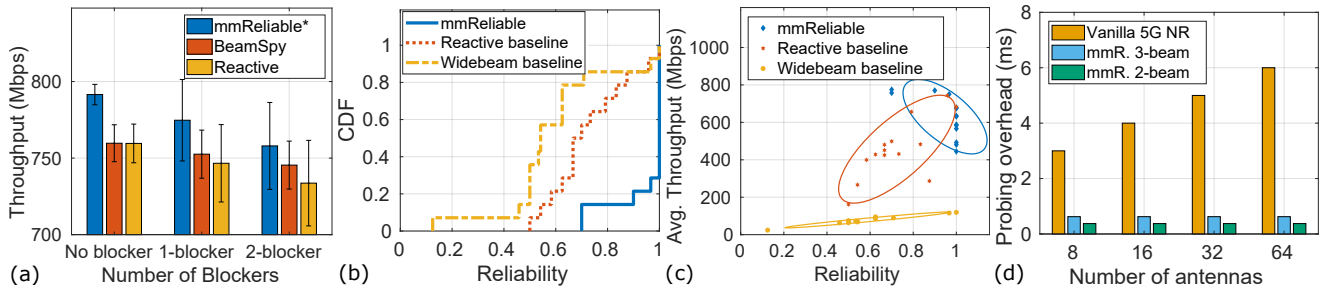 mmReliable*
BeamSpy
Reactive
800
750
700
Throughput (Mbps)
No blocker 1-blocker 2-blocker
Number of Blockers
(a)
mmReliable
Reactive baseline
Widebeam baseline
1
0.8
0.6
0.4
0.2
0
CDF
0 0.2 0.4 0.6 0.8 1
Reliability
(b)
mmReliable
Reactive baseline
Widebeam baseline
1000
800
600
400
200
0
Avg. Throughput (Mbps)
0 0.2 0.4 0.6 0.8 1
Reliability
(c)
Vanilla 5G NR
mmR. 3-beam
mmR. 2-beam
8
6
4
2
0
Probing overhead (ms)
8 16 32 64
Number of antennas
(d)